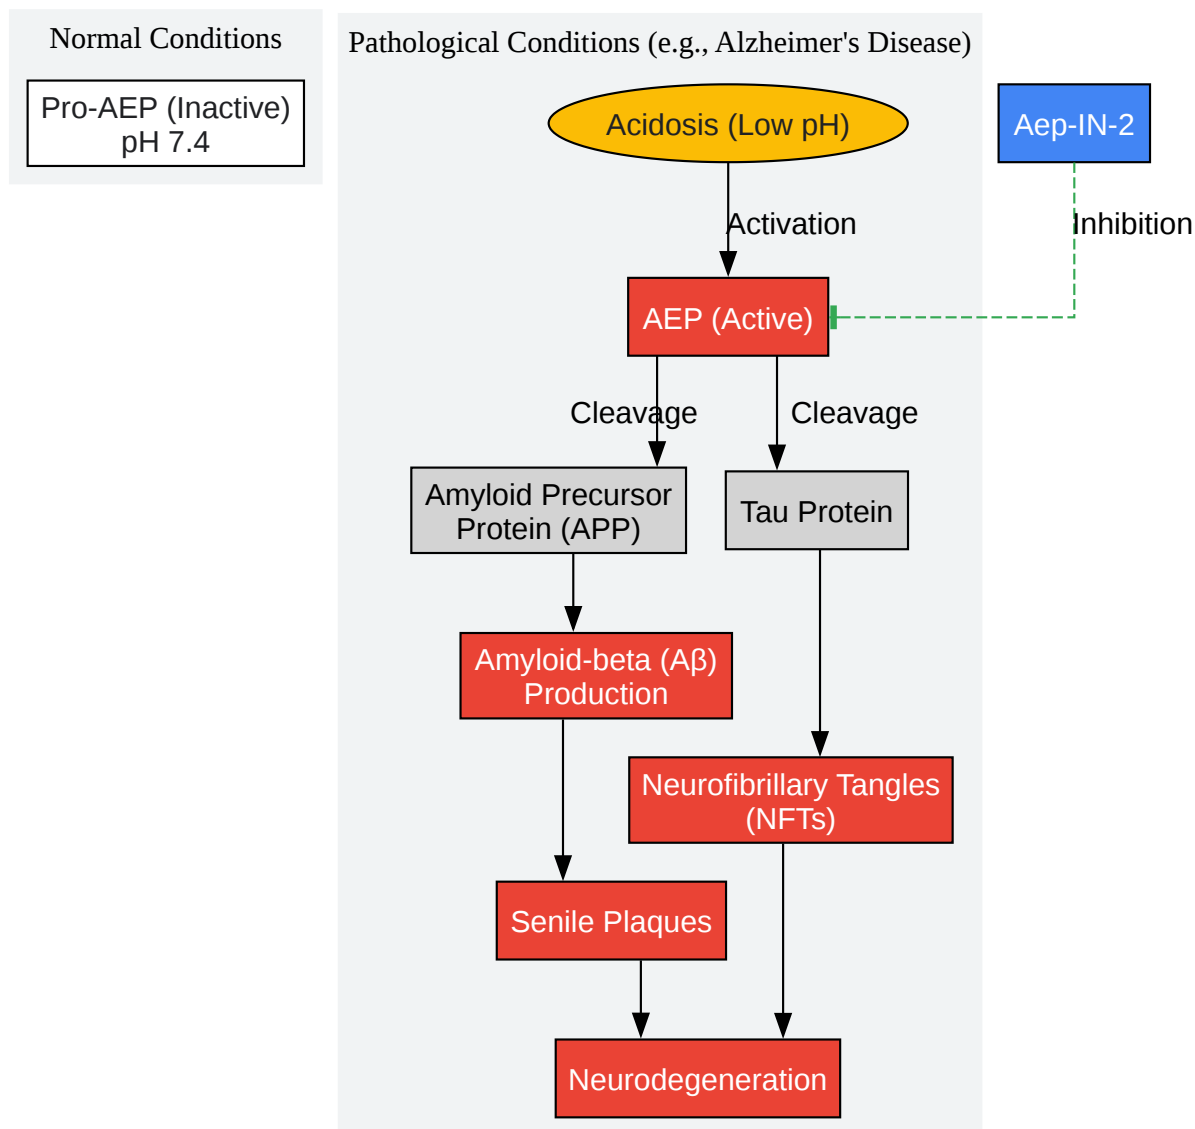 Normal Conditions
Pro-AEP (Inactive)
pH 7.4
Pathological Conditions (e.g., Alzheimer's Disease)
Acidosis (Low pH)
Aep-IN-2
Activation
Inhibition
AEP (Active)
Cleavage
Cleavage
Amyloid Precursor
Protein (APP)
Tau Protein
Amyloid-beta (Aβ)
Production
Neurofibrillary Tangles
(NFTs)
Senile Plaques
Neurodegeneration